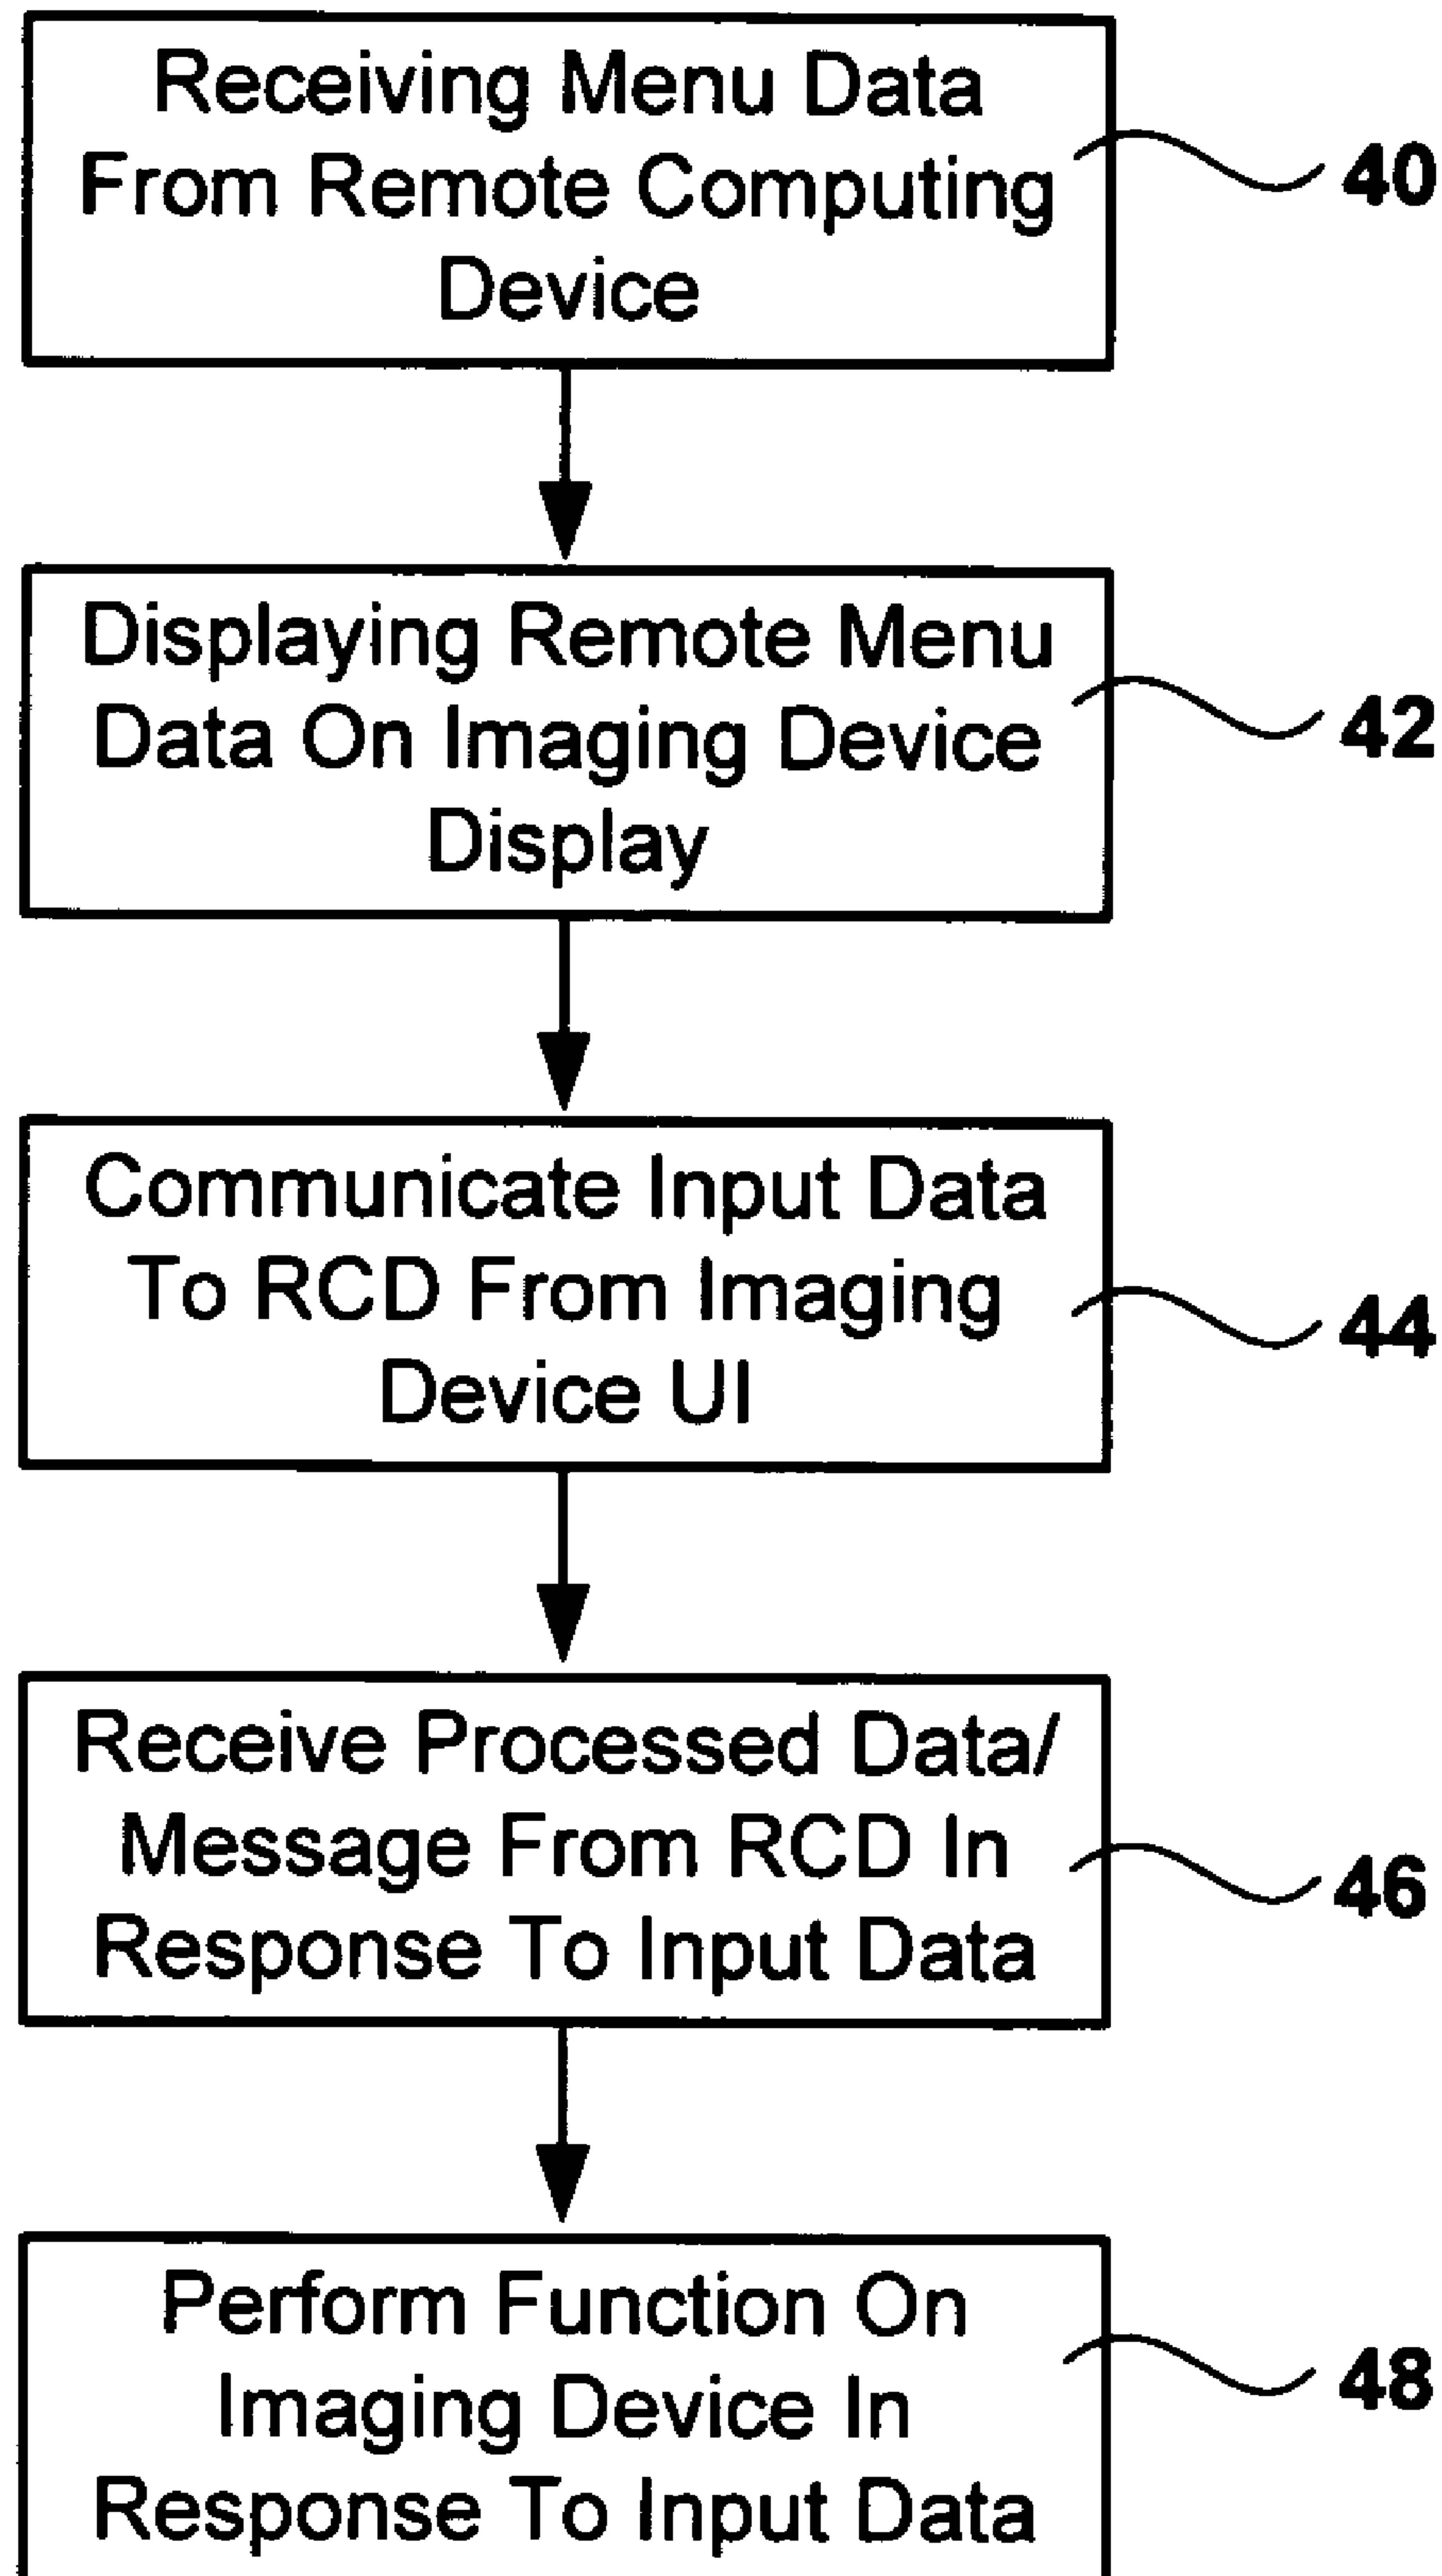 Receiving Menu Data
From Remote Computing
Device
40
Displaying Remote Menu
Data On Imaging Device
Display
42
Communicate Input Data
To RCD From Imaging
Device UI
44
Receive Processed Data/
Message From RCD In
Response To Input Data
46
Perform Function On
Imaging Device In
Response To Input Data
48